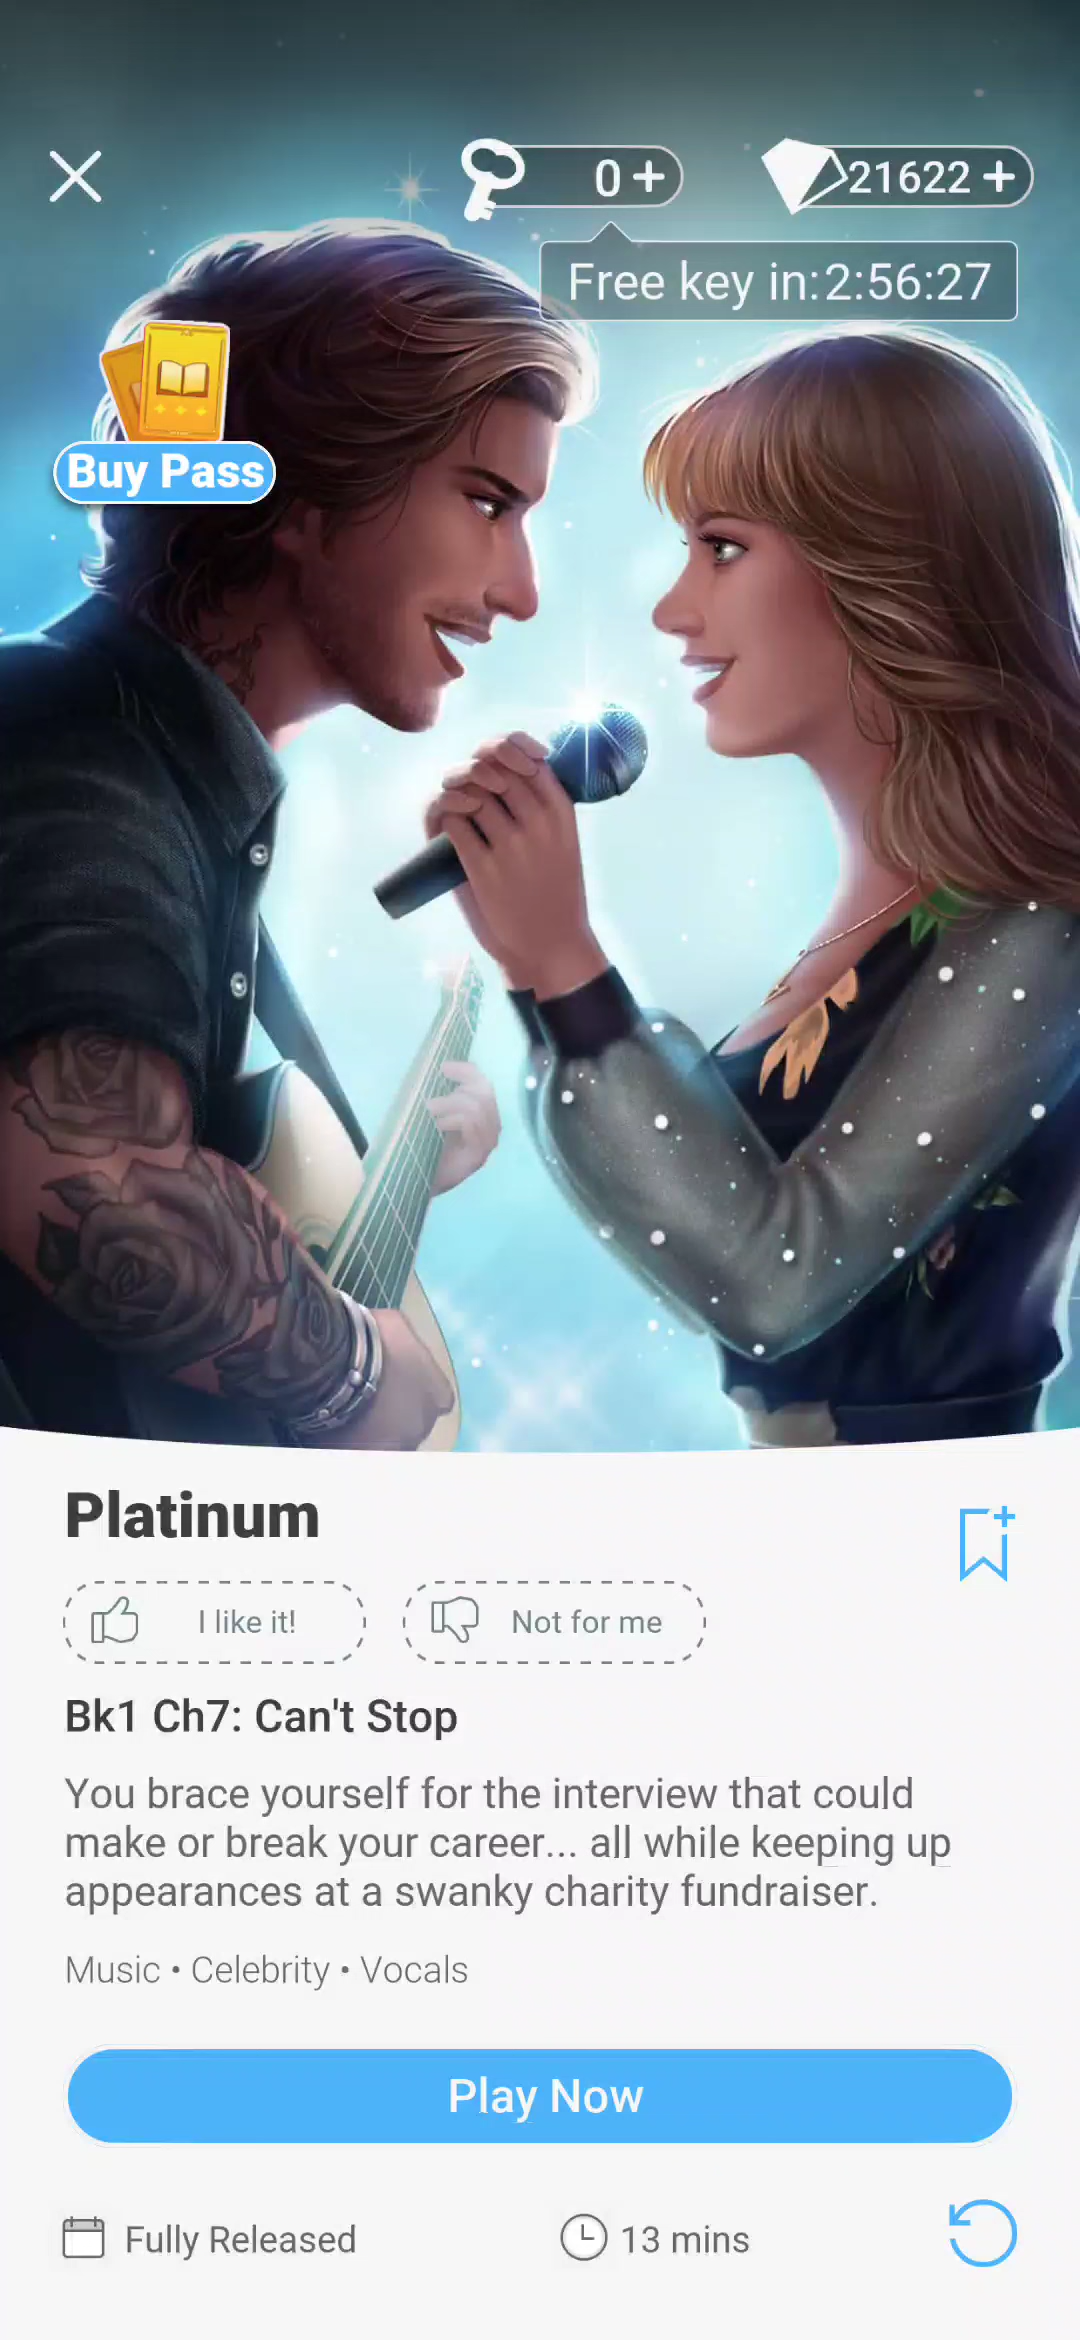 0 +
21622 +
Free key in:2:56:27
Buy Pass
Platinum
I like it!
Not for me
Bk1 Ch7: Can't Stop
You brace yourself for the interview that could
make or break your career... all while keeping up
appearances at a swanky charity fundraiser.
Music • Celebrity • Vocals
Play Now
Fully Released
13 mins